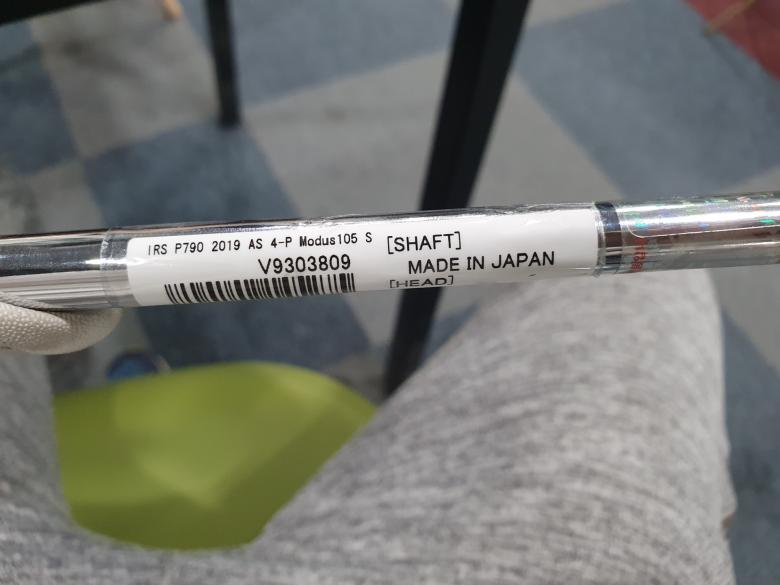 IRS P790 2019 AS 4-P Modus105 S
V9303809
[SHAFT]
MADE IN JAPAN
[HEAD]